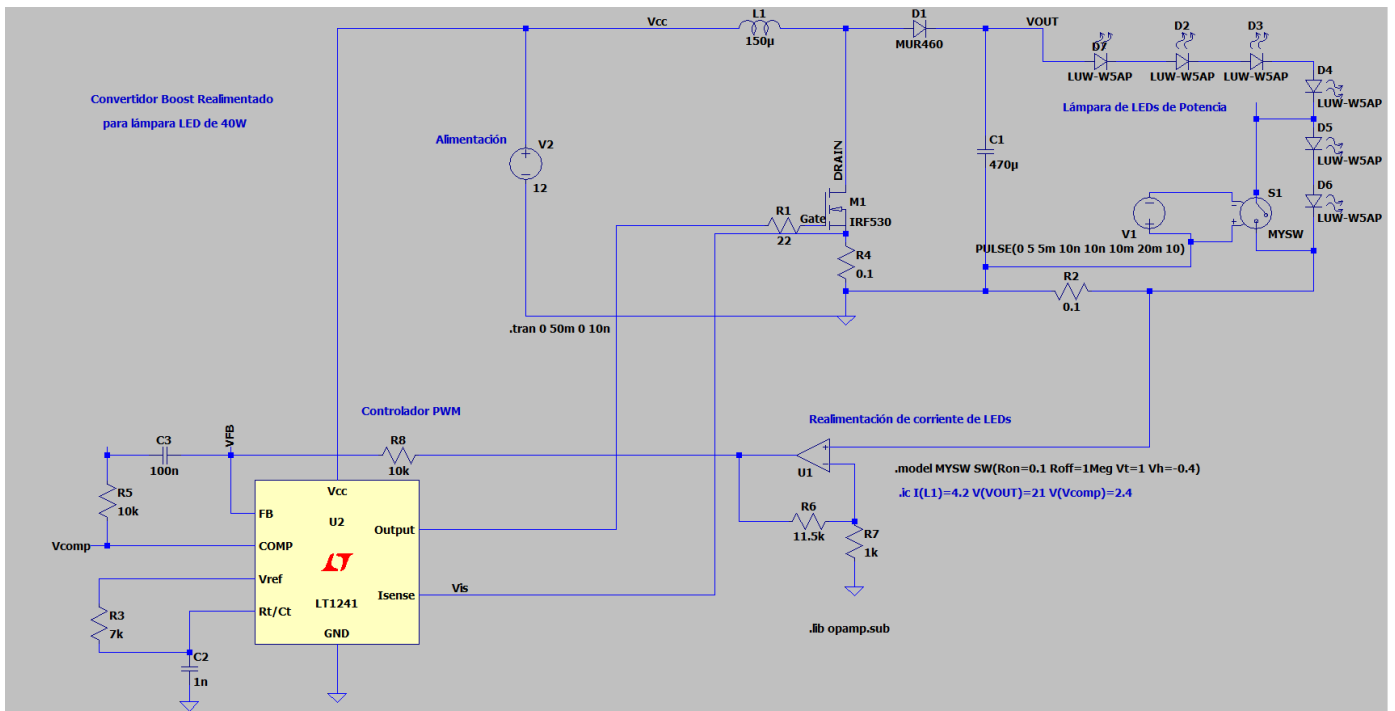 Vcc
L1
150µ
D1
MUR460
VOUT
D7
LUW-W5AP
D2
LUW-W5AP
D3
LUW-W5AP
D4
LUW-W5AP
Convertidor Boost Realimentado
para lámpara LED de 40W
Lámpara de LEDs de Potencia
Alimentación
V2
12
DRAIN
C1
470µ
D5
LUW-W5AP
D6
LUW-W5AP
S1
MYSW
V1
PULSE(0 5 5m 10n 10n 10m 20m 10)
M1
IRF530
R1
22
Gate
R4
0.1
R2
0.1
.tran 0 50m 0 10n
Controlador PWM
Realimentación de corriente de LEDs
C3
100n
VFB
R8
10k
U1
.model MYSW SW(Ron=0.1 Roff=1Meg Vt=1 Vh=-0.4)
.ic I(L1)=4.2 V(VOUT)=21 V(Vcomp)=2.4
R5
10k
Vcc
FB
U2
Output
R6
11.5k
R7
1k
Vcomp
COMP
Vref
LT1241
Isense
Vis
Rt/Ct
R3
7k
GND
.lib opamp.sub
C2
1n